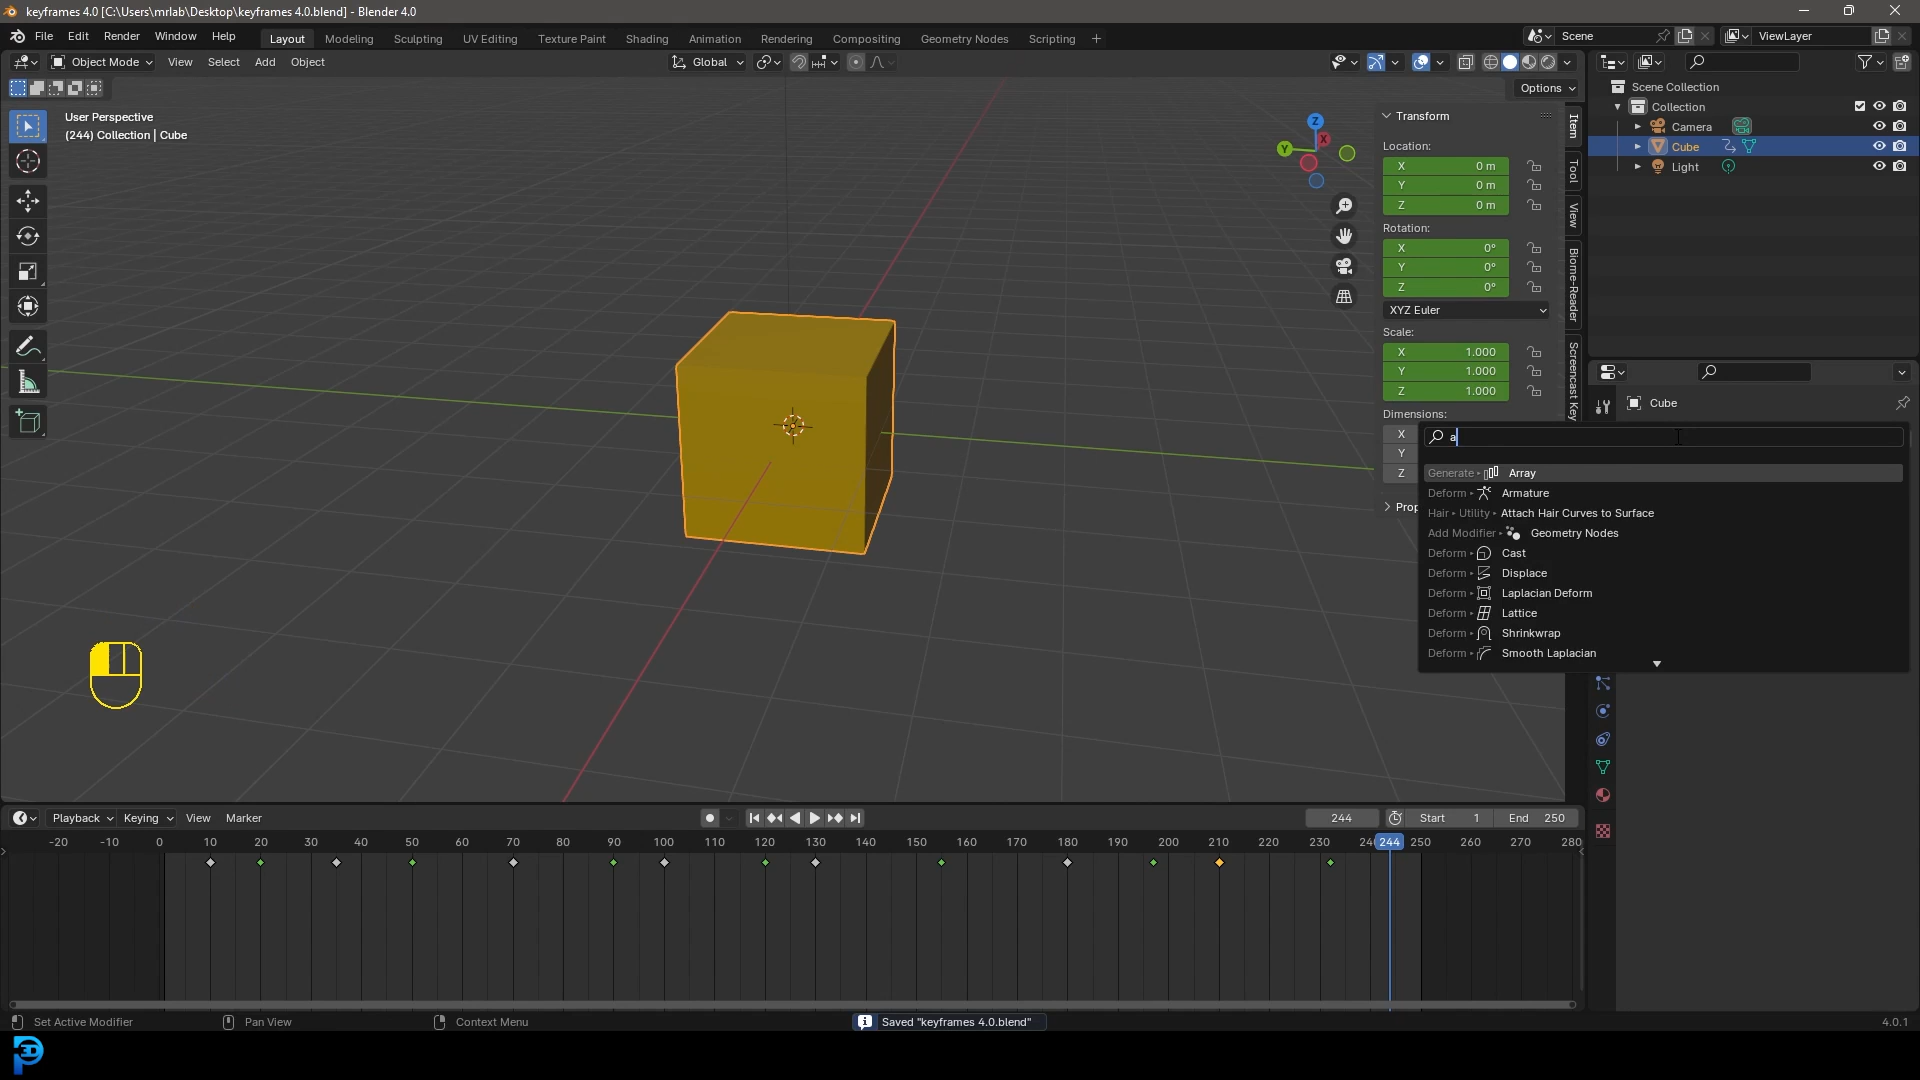 keyframes 4.0 [C:\Users\mrlab\Desktop\keyframes 4.0.blend] - Blender 4.0
File Edit Render Window Help Layout Modeling Sculpting UV Editing Texture Paint Shading Animation Rendering Compositing Geometry Nodes Scripting + Scene ViewLayer
Object Mode View Select Add Object Global
Options
User Perspective
(244) Collection | Cube
Z
X
Y
Transform
Location:
X 0 m
Y 0 m
Z 0 m
Rotation:
X 0°
Y 0°
Z 0°
XYZ Euler
Scale:
X 1.000
Y 1.000
Z 1.000
Dimensions:
X
Y
Z
Prop
Item
Tool
View
Biome-Reader
Screencast Key
Scene Collection
Collection
Camera
Cube
Light
Cube
a
Generate Array
Deform Armature
Hair Utility Attach Hair Curves to Surface
Add Modifier Geometry Nodes
Deform Cast
Deform Displace
Deform Laplacian Deform
Deform Lattice
Deform Shrinkwrap
Deform Smooth Laplacian
Playback Keying View Marker 244 Start 1 End 250
-20 -10 0 10 20 30 40 50 60 70 80 90 100 110 120 130 140 150 160 170 180 190 200 210 220 230 24 244 250 260 270 280
Set Active Modifier Pan View Context Menu Saved "keyframes 4.0.blend" 4.0.1
3D